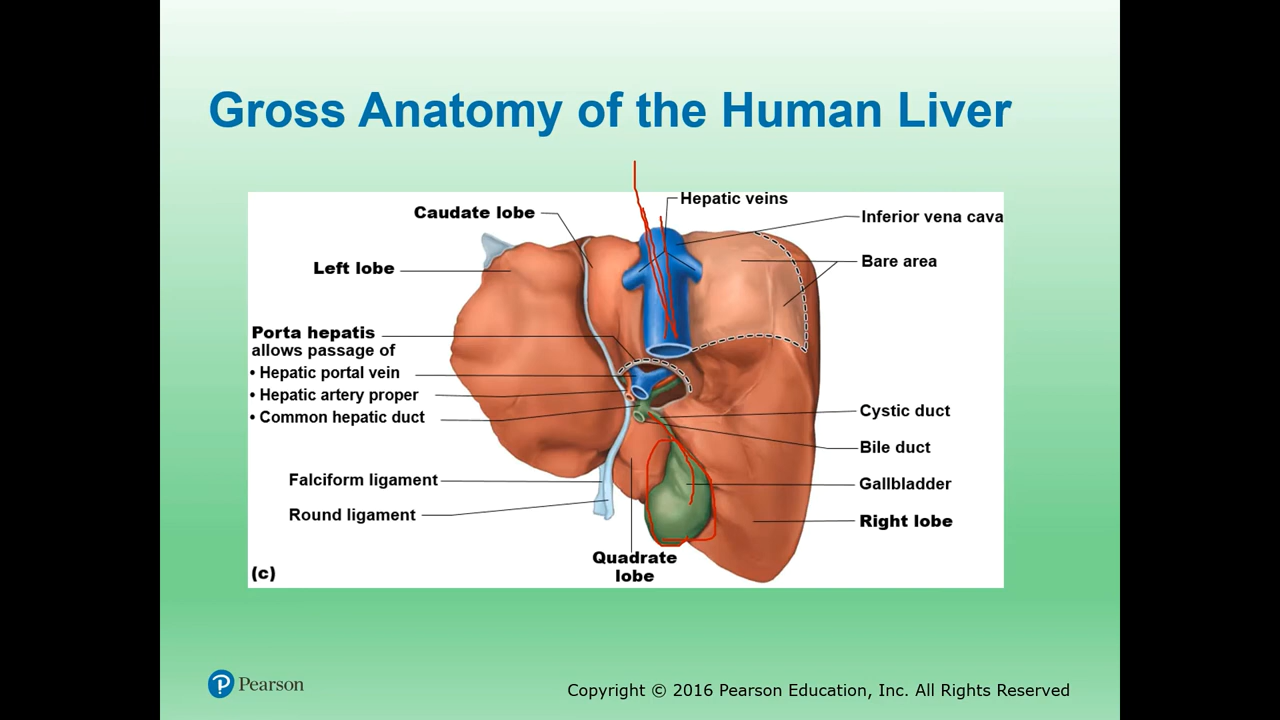 Gross Anatomy of the Human Liver
Hepatic veins
Caudate lobe
Inferior vena cava
Left lobe
Bare area
Porta hepatis
allows passage of
• Hepatic portal vein
• Hepatic artery proper
• Common hepatic duct
Cystic duct
Bile duct
Falciform ligament
Gallbladder
Round ligament
Right lobe
Quadrate
lobe
(c)
P Pearson
Copyright © 2016 Pearson Education, Inc. All Rights Reserved